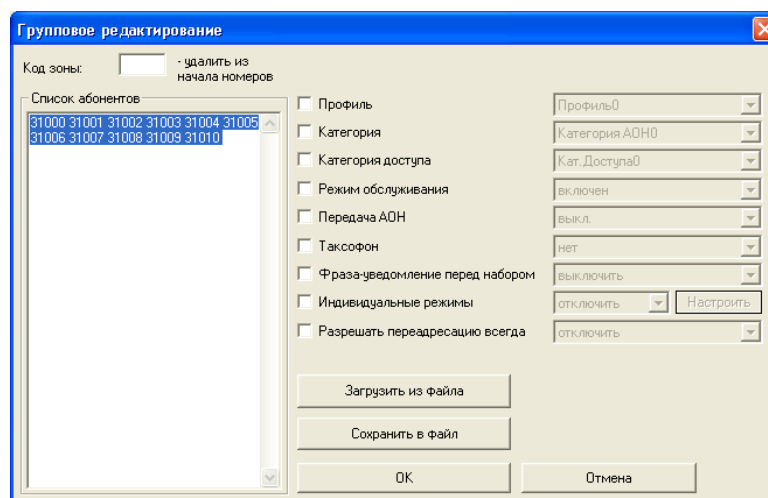 Групповое редактирование
Код зоны:
- удалить из
начала номеров
Список абонентов
31000 31001 31002 31003 31004 31005
31006 31007 31008 31009 31010
Профиль
Профиль0
Категория
Категория АОН0
Категория доступа
Кат.Доступа0
Режим обслуживания
включен
Передача АОН
выкл.
Таксофон
нет
Фраза-уведомление перед набором
выключить
Индивидуальные режимы
отключить
Настроить
Разрешать переадресацию всегда
отключить
Загрузить из файла
Сохранить в файл
OK
Отмена